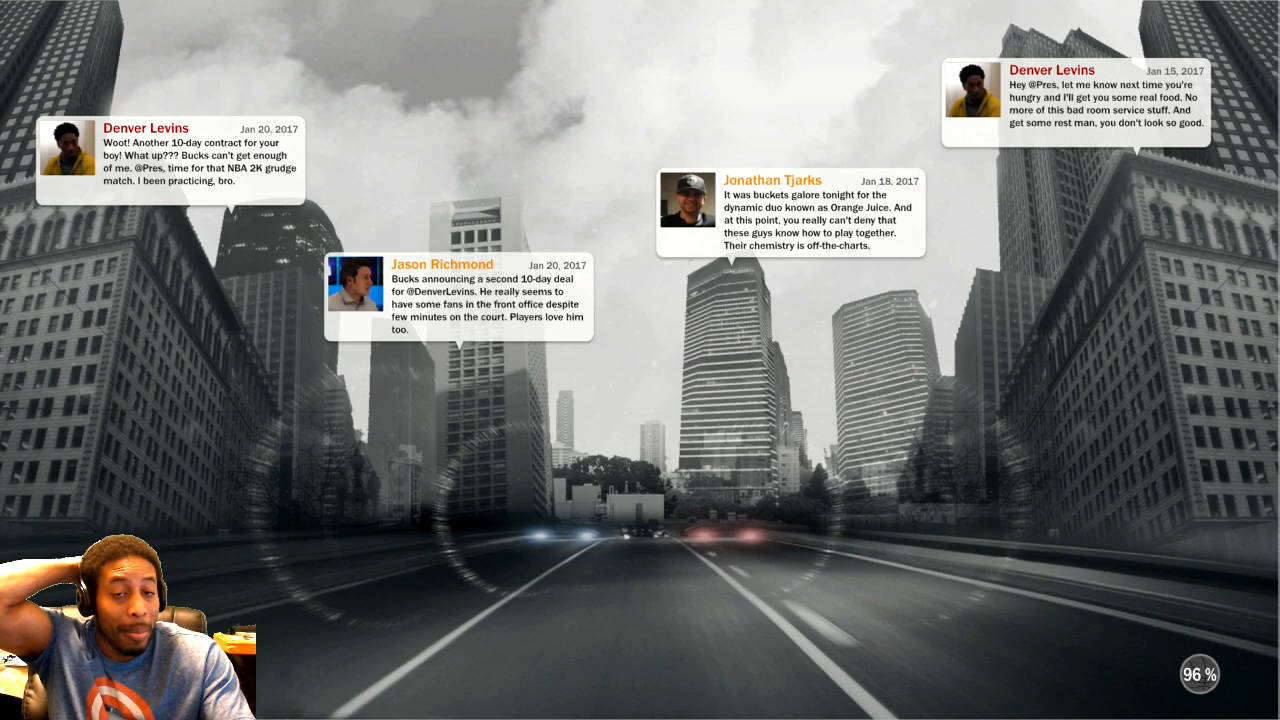 Denver Levins Jan 20, 2017
Woot! Another 10-day contract for your
boy! What up??? Bucks can't get enough
of me. @Pres, time for that NBA 2K grudge
match. I been practicing, bro.
Jason Richmond Jan 20, 2017
Bucks announcing a second 10-day deal
for @DenverLevins. He really seems to
have some fans in the front office despite
few minutes on the court. Players love him
too.
Jonathan Tjarks Jan 18, 2017
It was buckets galore tonight for the
dynamic duo known as Orange Juice. And
at this point, you really can't deny that
these guys know how to play together.
Their chemistry is off-the-charts.
Denver Levins Jan 15, 2017
Hey @Pres, let me know next time you're
hungry and I'll get you some real food. No
more of this bad room service stuff. And
get some rest man, you don't look so good.
96 %